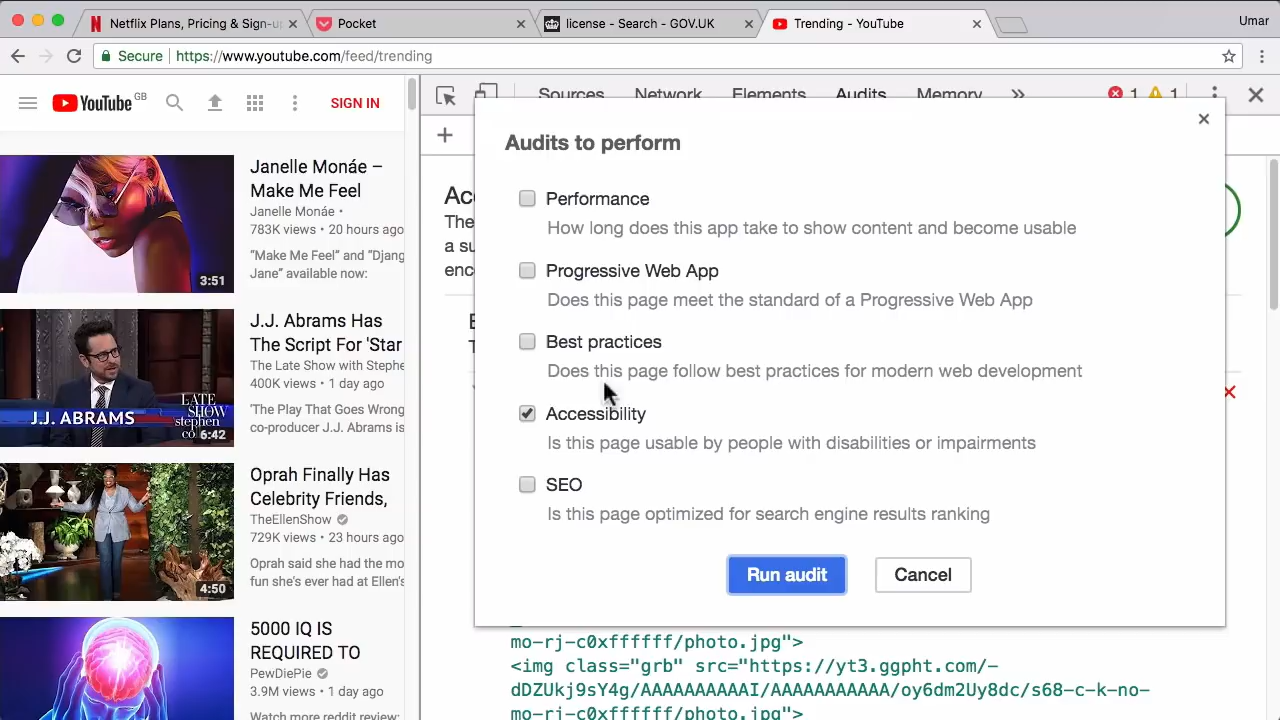 Netflix Plans, Pricing & Sign-up
Pocket
license - Search - GOV.UK
Trending - YouTube
Umar
Secure
https://www.youtube.com/feed/trending
YouTube GB
SIGN IN
Sources
Network
Elements
Audits
Memory
»
1
1
Janelle Monáe –
Make Me Feel
Janelle Monáe •
783K views • 20 hours ago
"Make Me Feel" and "Djang
Jane" available now:
3:51
J.J. Abrams Has
The Script For 'Star
The Late Show with Stephe
400K views • 1 day ago
'The Play That Goes Wrong
co-producer J.J. Abrams is
J.J. ABRAMS
LATE
SHOW
stephen
6:42
Oprah Finally Has
Celebrity Friends,
TheEllenShow
729K views • 23 hours ago
Oprah said she had the mo
fun she's ever had at Ellen's
4:50
5000 IQ IS
REQUIRED TO
PewDiePie
3.9M views • 1 day ago
Watch more reddit review:
Audits to perform
Performance
How long does this app take to show content and become usable
Progressive Web App
Does this page meet the standard of a Progressive Web App
Best practices
Does this page follow best practices for modern web development
Accessibility
Is this page usable by people with disabilities or impairments
SEO
Is this page optimized for search engine results ranking
Run audit
Cancel
The
a su
enc
mo-rj-c0xffffff/photo.jpg">
<img class="grb" src="https://yt3.ggpht.com/-
dDZUkj9sY4g/AAAAAAAAAAI/AAAAAAAAAAA/oy6dm2Uy8dc/s68-c-k-no-
mo-rj-c0xffffff/photo.jpg">